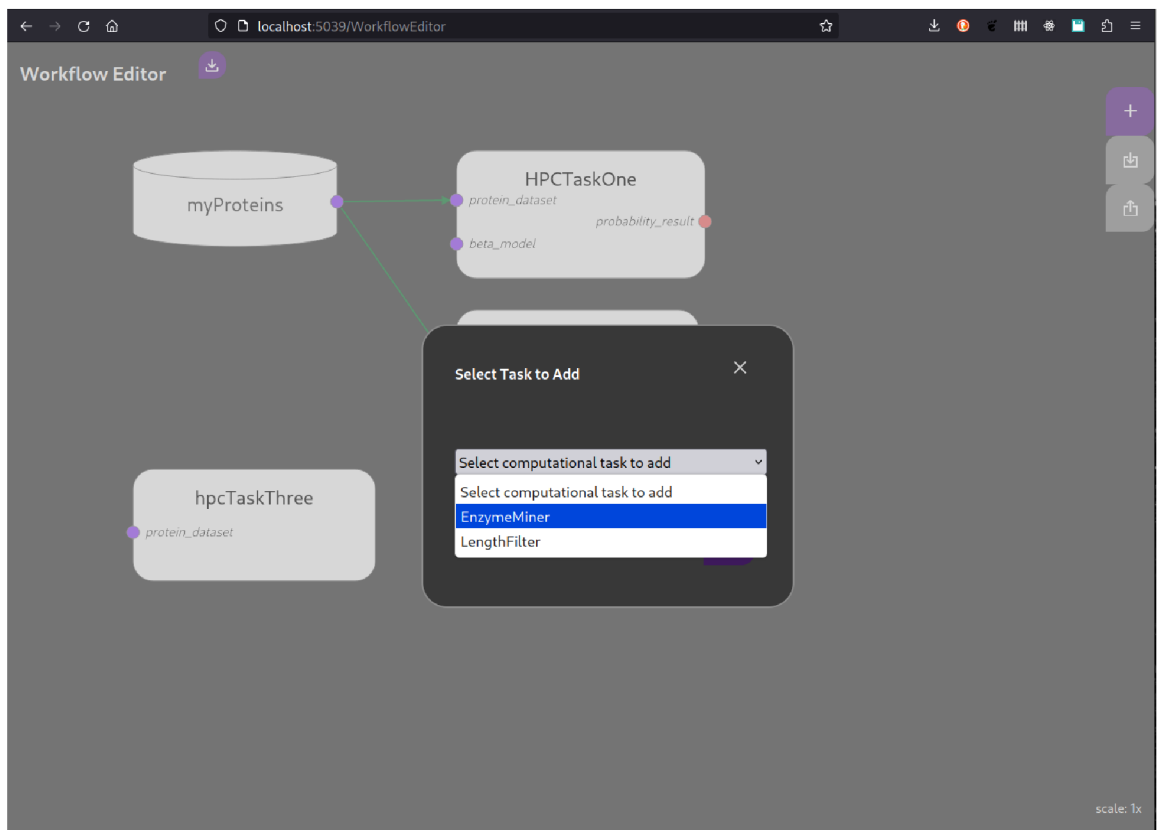 localhost:5039/WorkflowEditor
Workflow Editor
myProteins
HPCTaskOne
protein_dataset
probability_result
beta_model
Select Task to Add
Select computational task to add
Select computational task to add
EnzymeMiner
LengthFilter
hpcTaskThree
protein_dataset
scale: 1x